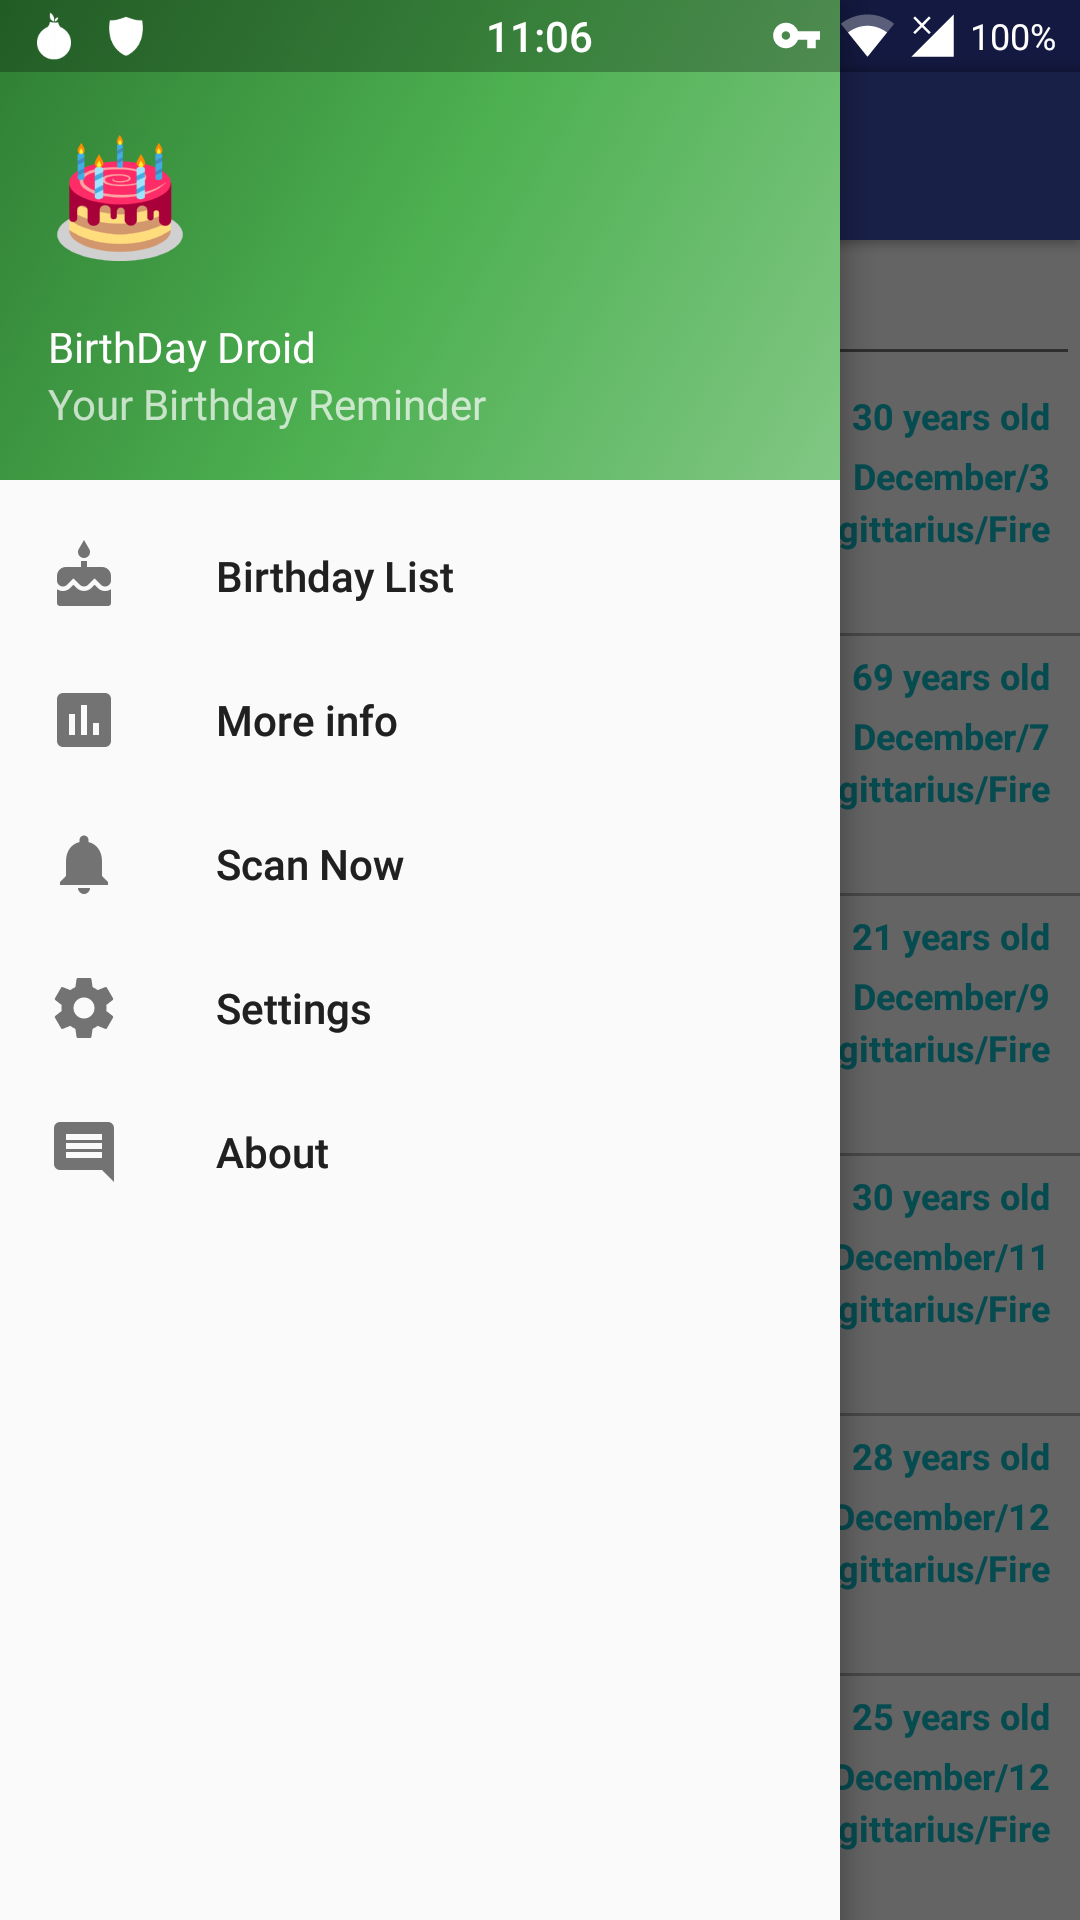 11:06
100%
BirthDay Droid
Your Birthday Reminder
Birthday List
More info
Scan Now
Settings
About
30 years old
December/3
gittarius/Fire
69 years old
December/7
gittarius/Fire
21 years old
December/9
gittarius/Fire
30 years old
December/11
gittarius/Fire
28 years old
December/12
gittarius/Fire
25 years old
December/12
gittarius/Fire